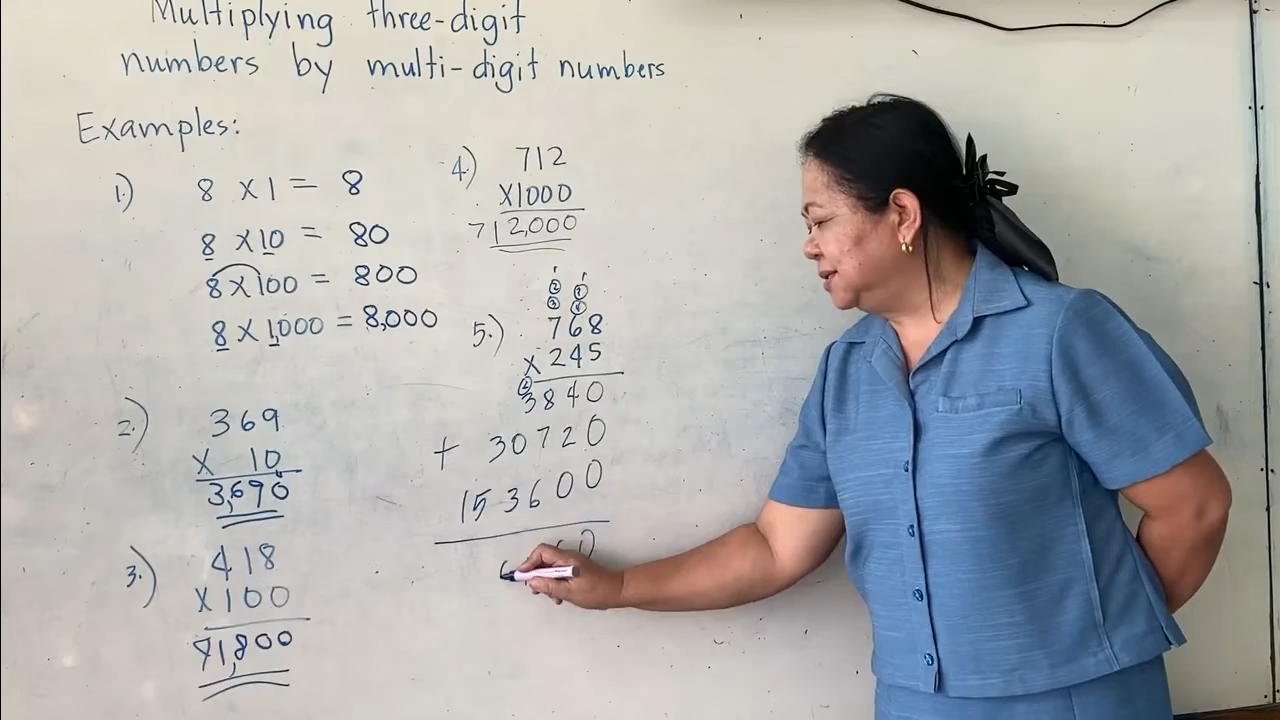 Multiplying three-digit
numbers by multi-digit numbers
Examples:
1.) 8 x 1 = 8
8 x 10 = 80
8 x 100 = 800
8 x 1,000 = 8,000
2.) 369
x 10
3,690
3.) 418
x 100
41,800
4.) 712
x 1000
712,000
5.) 768
x 245
3840
+ 30720
153600
60